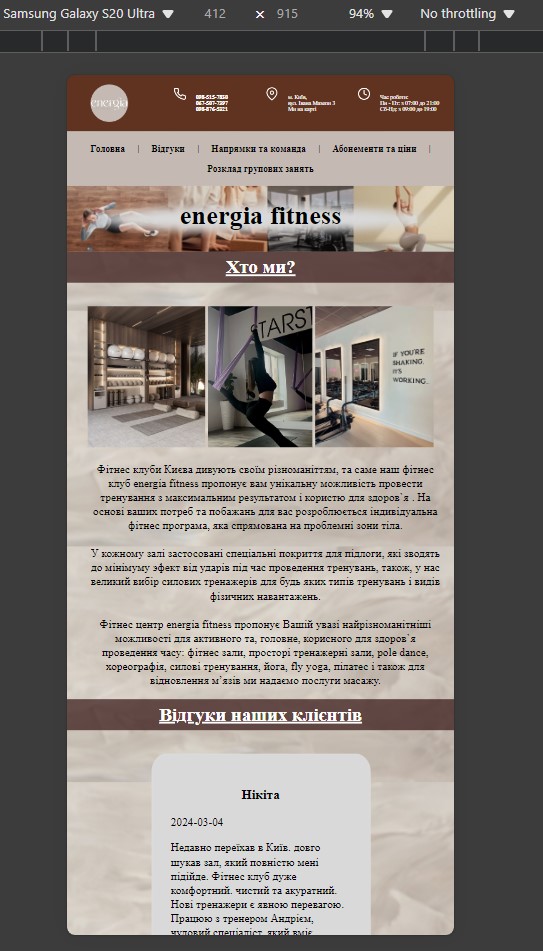 Samsung Galaxy S20 Ultra ▼ 412 × 915 94% ▼ No throttling ▼
energia
098-515-7858
067-507-7397
098-876-5321
м. Київ,
вул. Івана Мазепи 3
Ми на карті
Час роботи:
Пн - Пт: з 07:00 до 21:00
Сб-Нд: з 09:00 до 19:00
Головна | Відгуки | Напрямки та команда | Абонементи та ціни |
Розклад групових занять
energia fitness
Хто ми?
STARS
IF YOU'RE
SHAKING.
IT'S
WORKING.
Фітнес клуби Києва дивують своїм різноманіттям, та саме наш фітнес
клуб energia fitness пропонує вам унікальну можливість провести
тренування з максимальним результатом і користю для здоров`я . На
основі ваших потреб та побажань для вас розроблюється індивідуальна
фітнес програма, яка спрямована на проблемні зони тіла.
У кожному залі застосовані спеціальні покриття для підлоги, які зводять
до мінімуму эфект від ударів під час проведення тренувань, також, у нас
великий вибір силових тренажерів для будь яких типів тренувань і видів
фізичних навантажень.
Фітнес центр energia fitness пропонує Вашій увазі найрізноманітніші
можливості для активного та, головне, корисного для здоров`я
проведення часу: фітнес зали, просторі тренажерні зали, pole dance,
хореографія, силові тренування, йога, fly yoga, пілатес і також для
відновлення м’язів ми надаємо послуги масажу.
Відгуки наших клієнтів
Нікіта
2024-03-04
Недавно переїхав в Київ. довго
шукав зал, який повністю мені
підійде. Фітнес клуб дуже
комфортний. чистий та акуратний.
Нові тренажери є явною перевагою.
Працюю з тренером Андрієм,
чудовий спеціаліст, який вміє